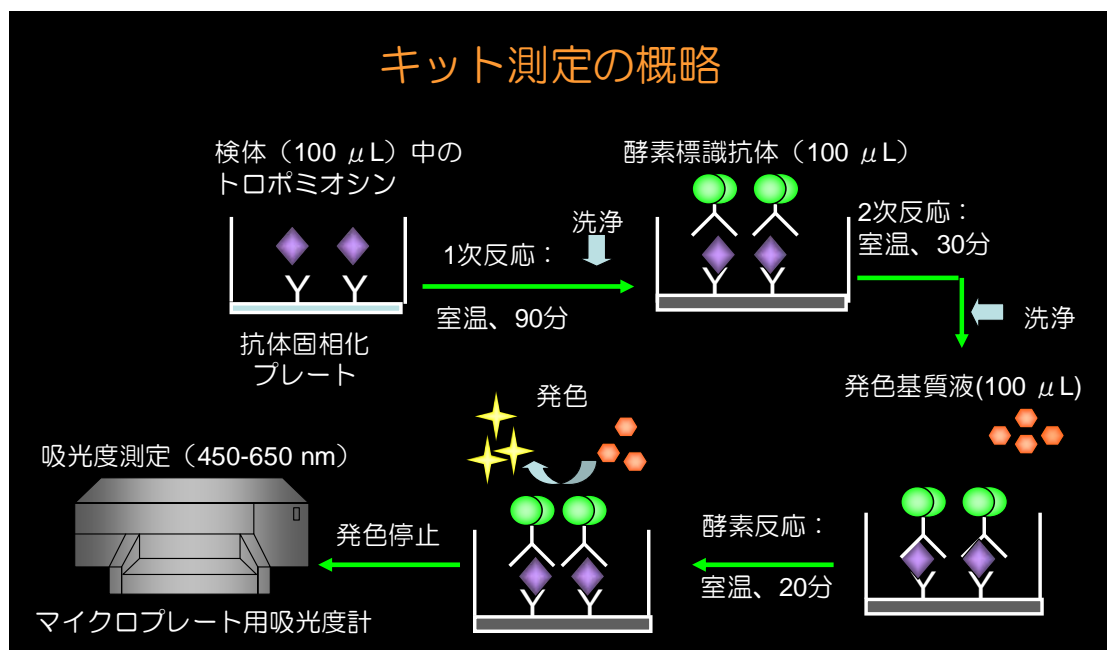 キット測定の概略
検体（100 μL）中の
トロポミオシン
抗体固相化
プレート
1次反応：
室温、90分
洗浄
酵素標識抗体（100 μL）
2次反応：
室温、30分
洗浄
発色基質液(100 μL)
酵素反応：
室温、20分
発色
発色停止
吸光度測定（450-650 nm）
マイクロプレート用吸光度計